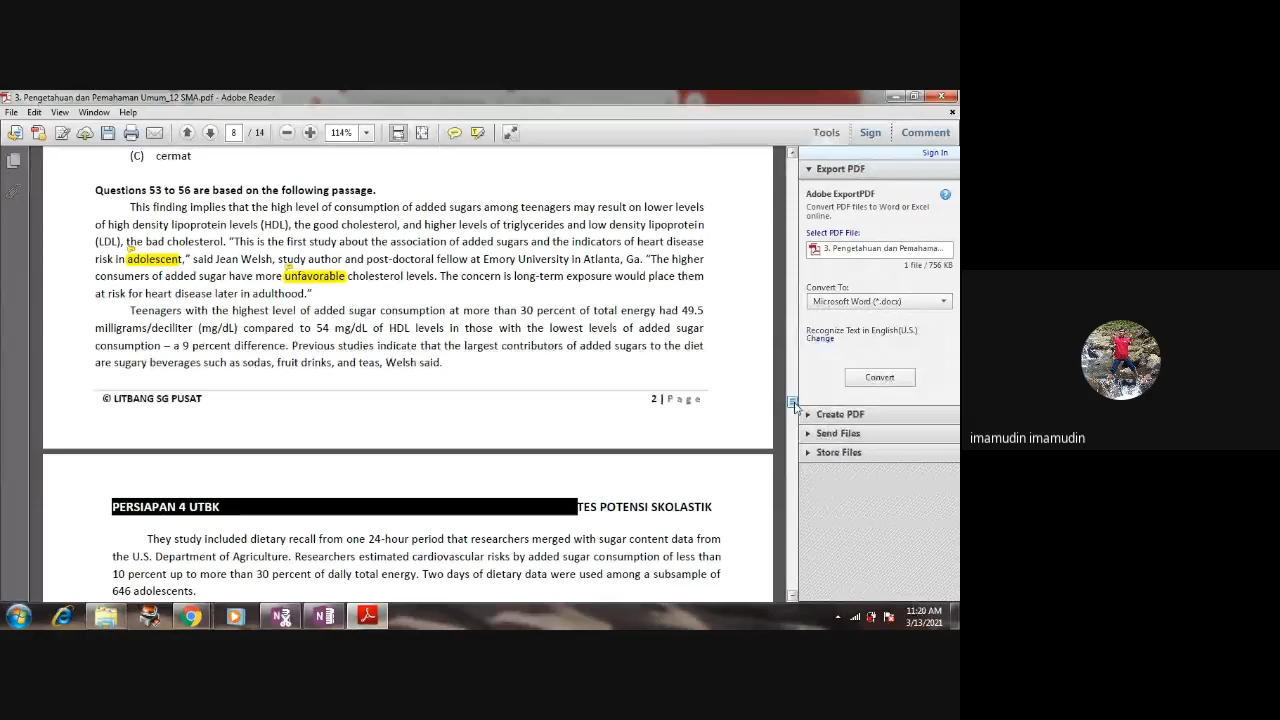 3. Pengetahuan dan Pemahaman Umum_12 SMA.pdf - Adobe Reader
File Edit View Window Help
8 / 14 114% Tools Sign Comment
Sign In
(C) cermat
Questions 53 to 56 are based on the following passage.
This finding implies that the high level of consumption of added sugars among teenagers may result on lower levels
of high density lipoprotein levels (HDL), the good cholesterol, and higher levels of triglycerides and low density lipoprotein
(LDL), the bad cholesterol. "This is the first study about the association of added sugars and the indicators of heart disease
risk in adolescent," said Jean Welsh, study author and post-doctoral fellow at Emory University in Atlanta, Ga. "The higher
consumers of added sugar have more unfavorable cholesterol levels. The concern is long-term exposure would place them
at risk for heart disease later in adulthood."
Teenagers with the highest level of added sugar consumption at more than 30 percent of total energy had 49.5
milligrams/deciliter (mg/dL) compared to 54 mg/dL of HDL levels in those with the lowest levels of added sugar
consumption – a 9 percent difference. Previous studies indicate that the largest contributors of added sugars to the diet
are sugary beverages such as sodas, fruit drinks, and teas, Welsh said.
© LITBANG SG PUSAT 2 | P a g e
PERSIAPAN 4 UTBK TES POTENSI SKOLASTIK
They study included dietary recall from one 24-hour period that researchers merged with sugar content data from
the U.S. Department of Agriculture. Researchers estimated cardiovascular risks by added sugar consumption of less than
10 percent up to more than 30 percent of daily total energy. Two days of dietary data were used among a subsample of
646 adolescents.
Export PDF
Adobe ExportPDF
Convert PDF files to Word or Excel
online.
Select PDF File:
3. Pengetahuan dan Pemahama...
1 file / 756 KB
Convert To:
Microsoft Word (*.docx)
Recognize Text in English(U.S.)
Change
Convert
Create PDF
Send Files
Store Files
imamudin imamudin
11:20 AM
3/13/2021